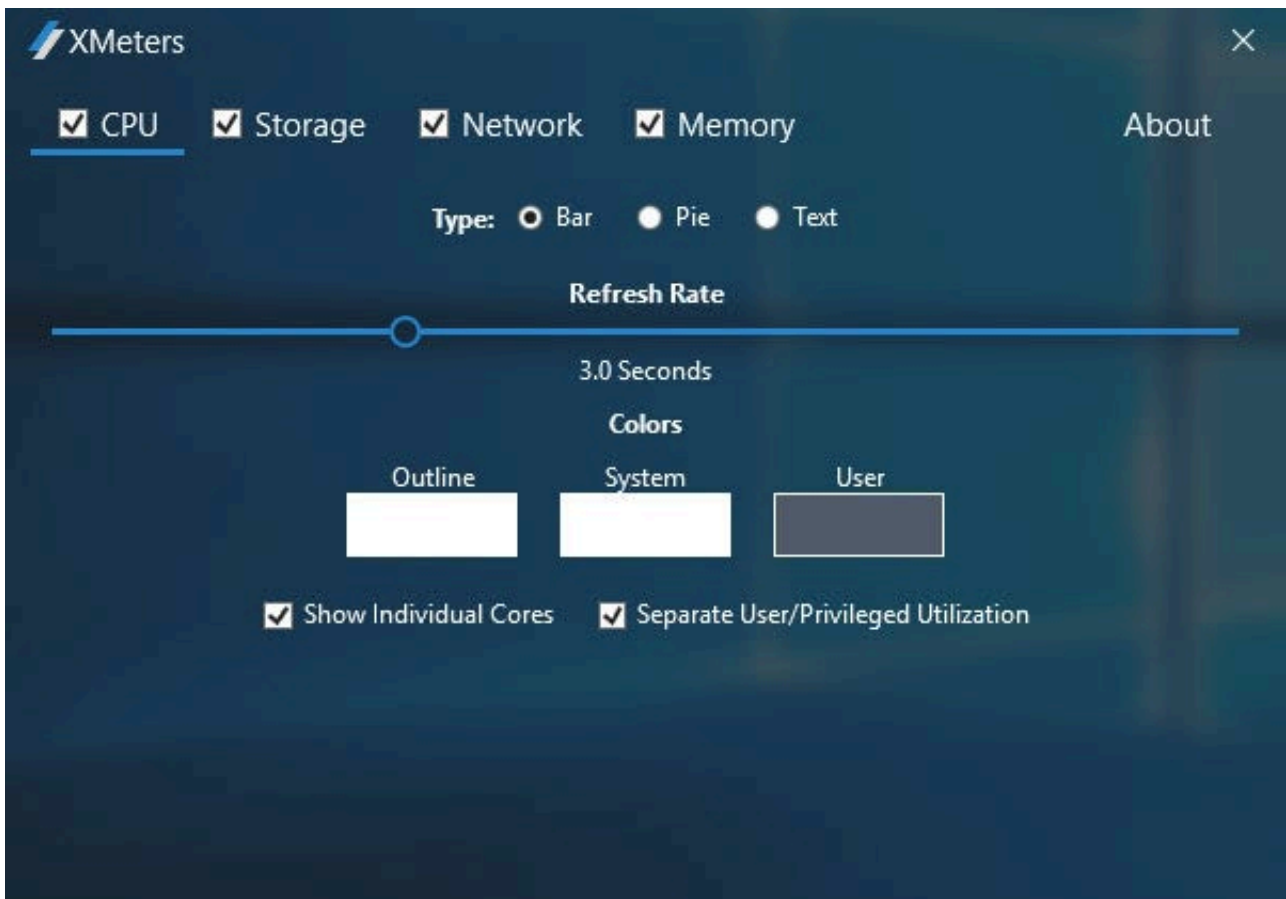 XMeters
CPU Storage Network Memory About
Type: Bar Pie Text
Refresh Rate
3.0 Seconds
Colors
Outline System User
Show Individual Cores Separate User/Privileged Utilization